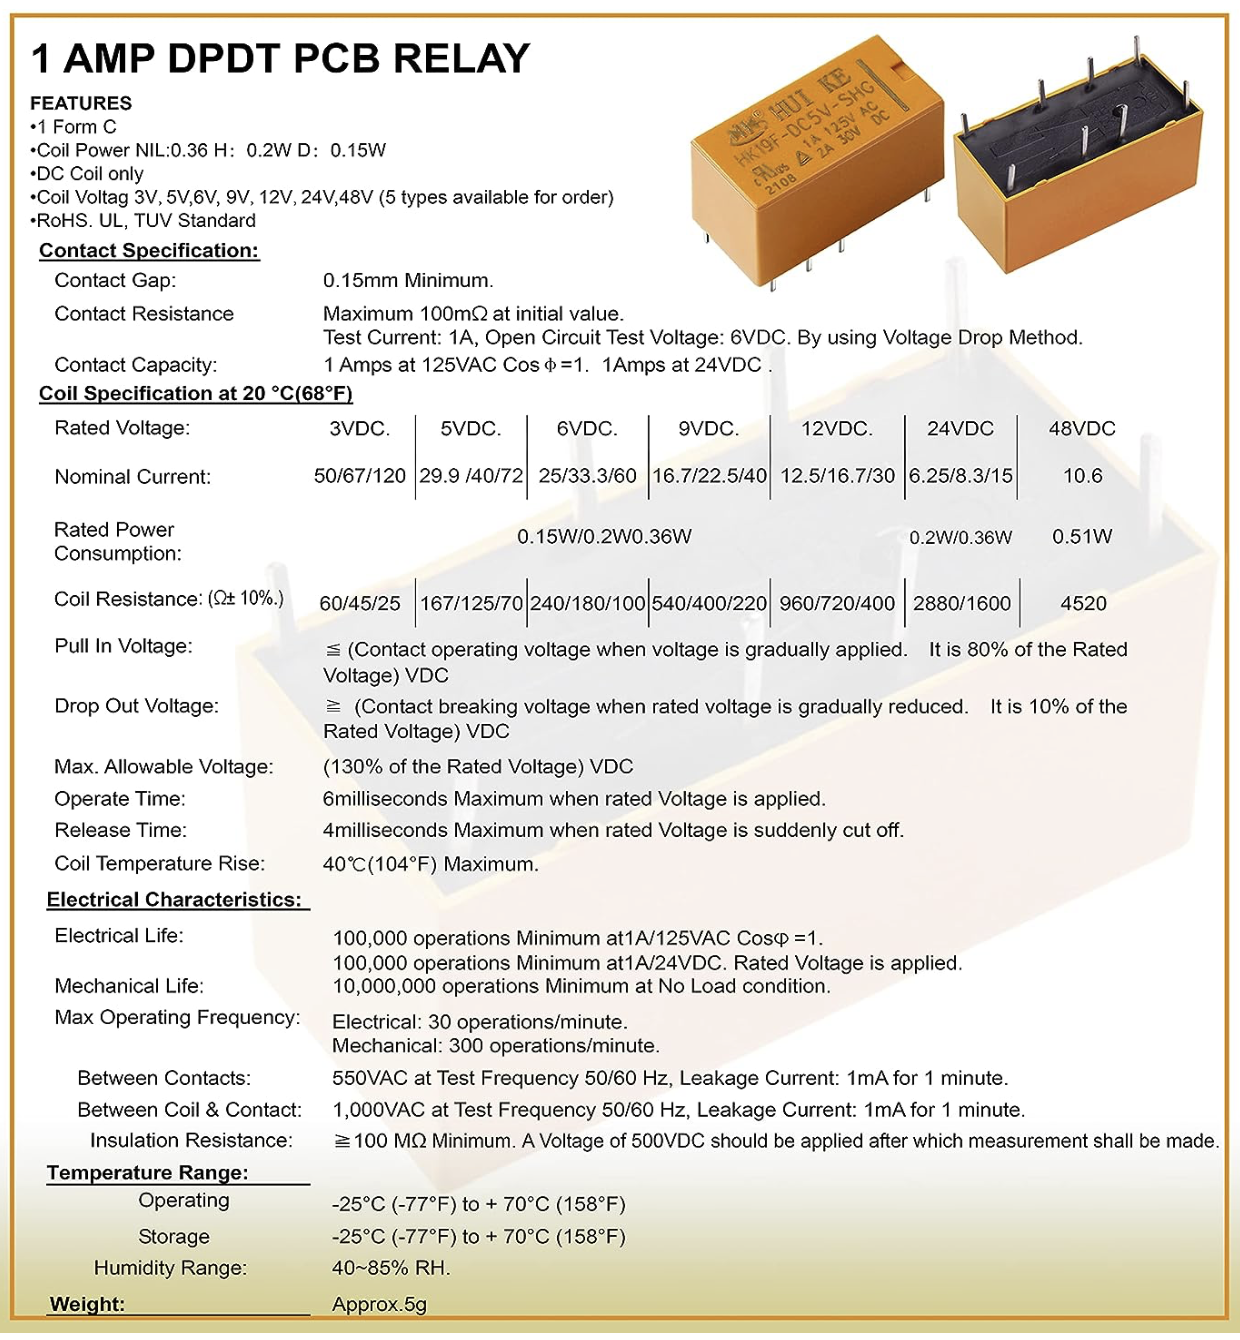 1 AMP DPDT PCB RELAY
FEATURES
•1 Form C
•Coil Power NIL:0.36 H： 0.2W D： 0.15W
•DC Coil only
•Coil Voltag 3V, 5V,6V, 9V, 12V, 24V,48V (5 types available for order)
•RoHS. UL, TUV Standard
HUI KE
HK19F-DC5V-SHG
1A 125V AC
2A 30V DC
c UL us
2108
Contact Specification:
Contact Gap: 0.15mm Minimum.
Contact Resistance Maximum 100mΩ at initial value.
Test Current: 1A, Open Circuit Test Voltage: 6VDC. By using Voltage Drop Method.
Contact Capacity: 1 Amps at 125VAC Cos ϕ =1. 1Amps at 24VDC .
Coil Specification at 20 °C(68°F)
Rated Voltage: 3VDC. 5VDC. 6VDC. 9VDC. 12VDC. 24VDC 48VDC
Nominal Current: 50/67/120 29.9 /40/72 25/33.3/60 16.7/22.5/40 12.5/16.7/30 6.25/8.3/15 10.6
Rated Power
Consumption: 0.15W/0.2W0.36W 0.2W/0.36W 0.51W
Coil Resistance: (Ω± 10%.) 60/45/25 167/125/70 240/180/100 540/400/220 960/720/400 2880/1600 4520
Pull In Voltage: ≦ (Contact operating voltage when voltage is gradually applied. It is 80% of the Rated
Voltage) VDC
Drop Out Voltage: ≧ (Contact breaking voltage when rated voltage is gradually reduced. It is 10% of the
Rated Voltage) VDC
Max. Allowable Voltage: (130% of the Rated Voltage) VDC
Operate Time: 6milliseconds Maximum when rated Voltage is applied.
Release Time: 4milliseconds Maximum when rated Voltage is suddenly cut off.
Coil Temperature Rise: 40℃(104°F) Maximum.
Electrical Characteristics:
Electrical Life: 100,000 operations Minimum at1A/125VAC Cosφ =1.
100,000 operations Minimum at1A/24VDC. Rated Voltage is applied.
Mechanical Life: 10,000,000 operations Minimum at No Load condition.
Max Operating Frequency: Electrical: 30 operations/minute.
Mechanical: 300 operations/minute.
Between Contacts: 550VAC at Test Frequency 50/60 Hz, Leakage Current: 1mA for 1 minute.
Between Coil & Contact: 1,000VAC at Test Frequency 50/60 Hz, Leakage Current: 1mA for 1 minute.
Insulation Resistance: ≧100 MΩ Minimum. A Voltage of 500VDC should be applied after which measurement shall be made.
Temperature Range:
Operating -25°C (-77°F) to + 70°C (158°F)
Storage -25°C (-77°F) to + 70°C (158°F)
Humidity Range: 40~85% RH.
Weight: Approx.5g